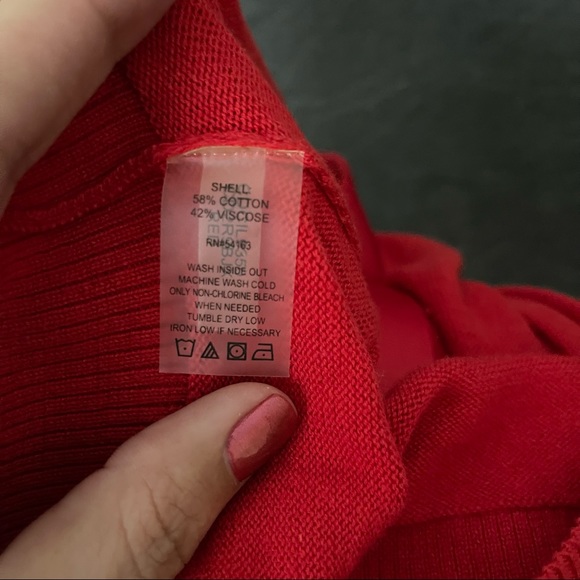 SHELL:
58% COTTON
42% VISCOSE
RN#54163
WASH INSIDE OUT
MACHINE WASH COLD
ONLY NON-CHLORINE BLEACH
WHEN NEEDED
TUMBLE DRY LOW
IRON LOW IF NECESSARY